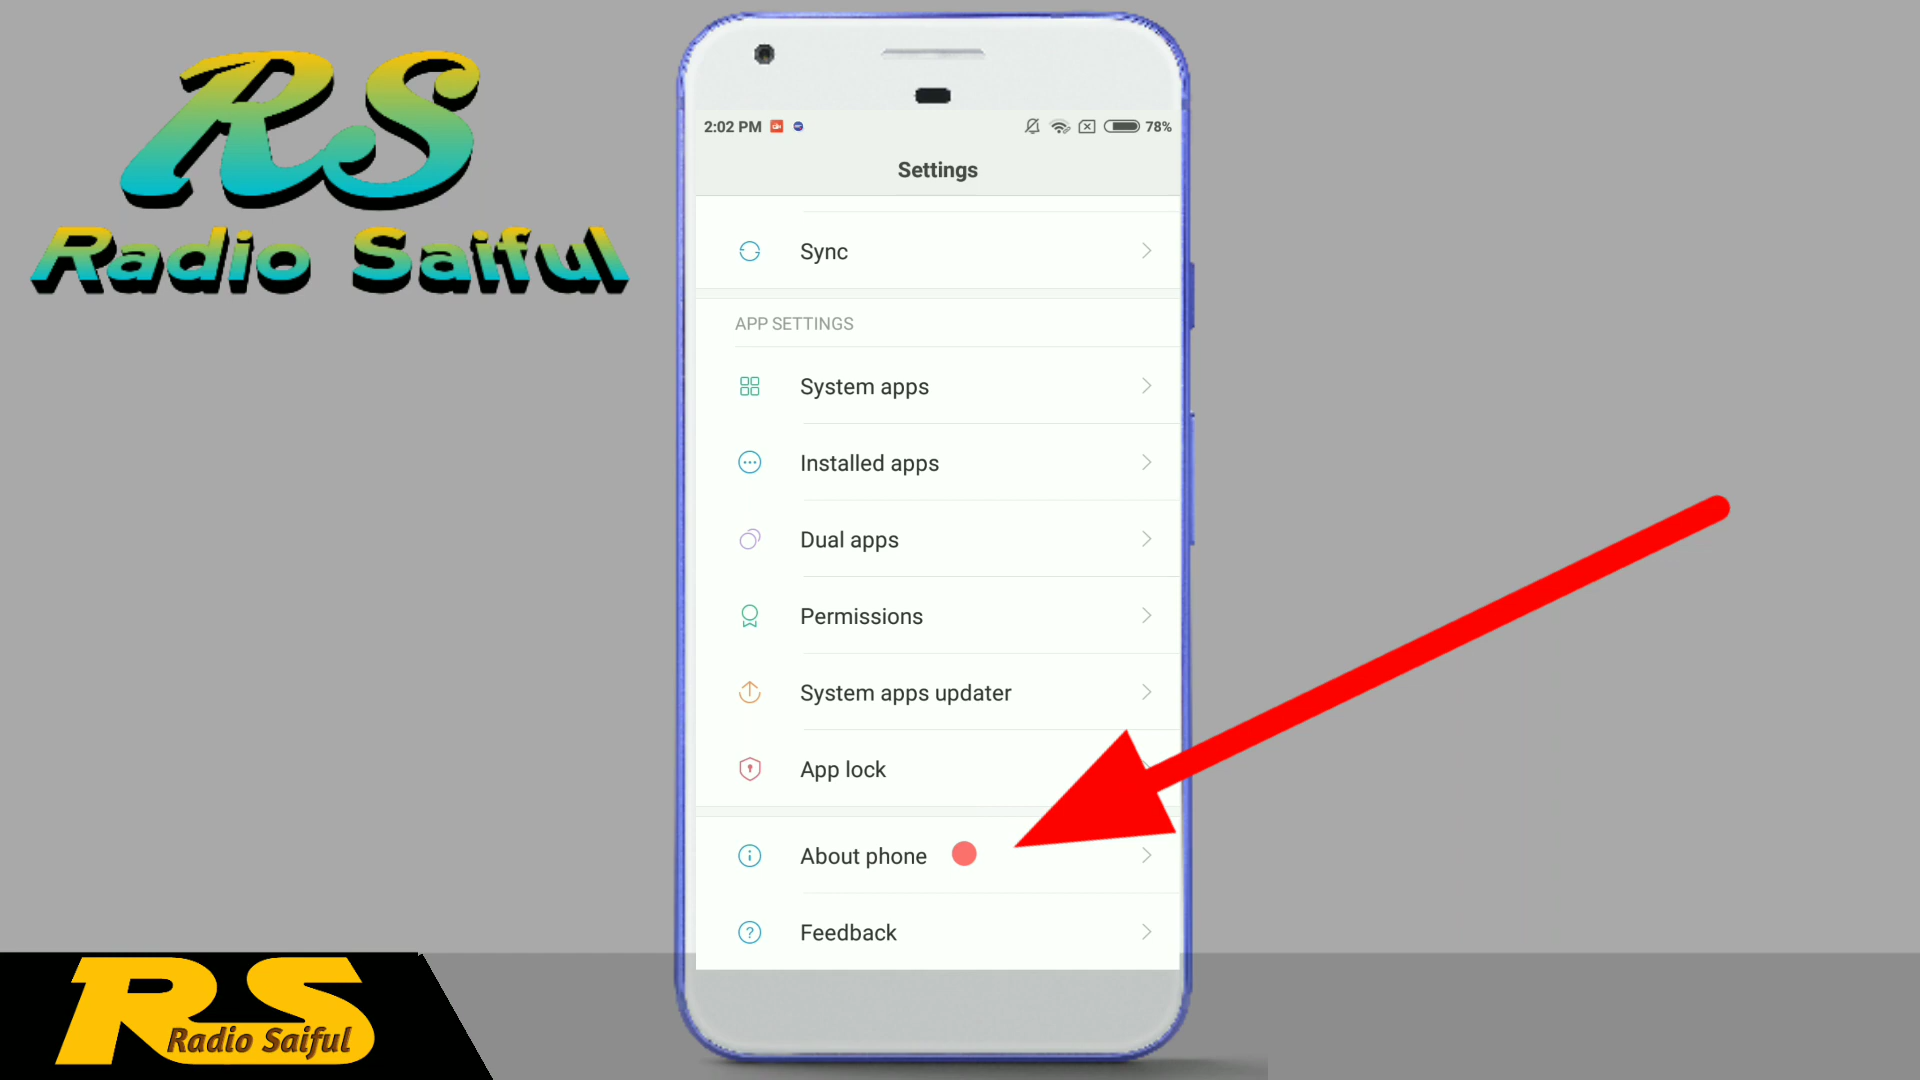 RS
Radio Saiful
2:02 PM
78%
Settings
Sync
APP SETTINGS
System apps
Installed apps
Dual apps
Permissions
System apps updater
App lock
About phone
Feedback
RS
Radio Saiful